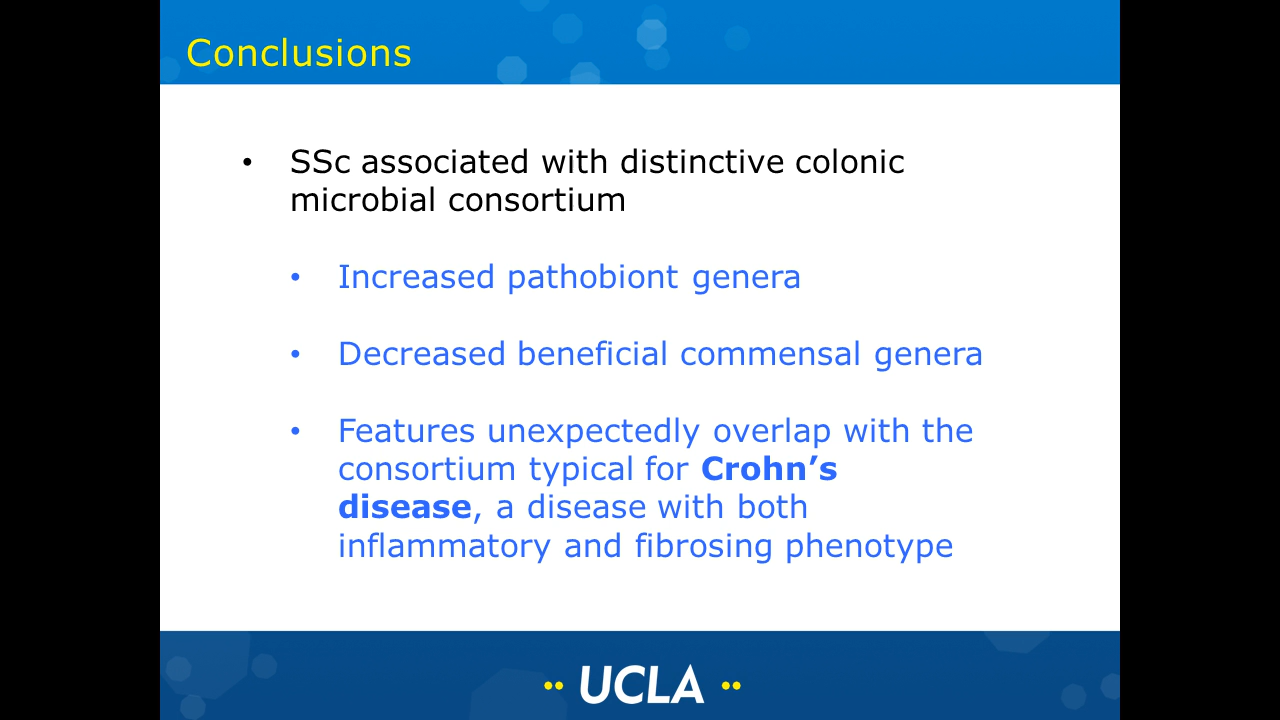 Conclusions
• SSc associated with distinctive colonic
microbial consortium
• Increased pathobiont genera
• Decreased beneficial commensal genera
• Features unexpectedly overlap with the
consortium typical for Crohn’s
disease, a disease with both
inflammatory and fibrosing phenotype
UCLA